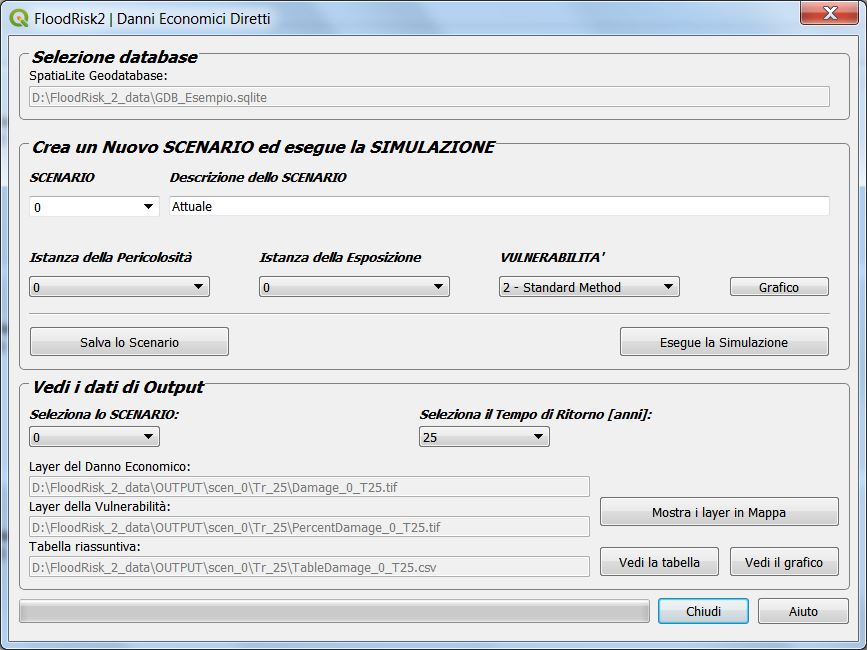 FloodRisk2 | Danni Economici Diretti
Selezione database
SpatiaLite Geodatabase:
D:\FloodRisk_2_data\GDB_Esempio.sqlite
Crea un Nuovo SCENARIO ed esegue la SIMULAZIONE
SCENARIO Descrizione dello SCENARIO
0 Attuale
Istanza della Pericolosità Istanza della Esposizione VULNERABILITA'
0 0 2 - Standard Method Grafico
Salva lo Scenario Esegue la Simulazione
Vedi i dati di Output
Seleziona lo SCENARIO: Seleziona il Tempo di Ritorno [anni]:
0 25
Layer del Danno Economico:
D:\FloodRisk_2_data\OUTPUT\scen_0\Tr_25\Damage_0_T25.tif
Layer della Vulnerabilità:
Mostra i layer in Mappa
D:\FloodRisk_2_data\OUTPUT\scen_0\Tr_25\PercentDamage_0_T25.tif
Tabella riassuntiva:
Vedi la tabella Vedi il grafico
D:\FloodRisk_2_data\OUTPUT\scen_0\Tr_25\TableDamage_0_T25.csv
Chiudi Aiuto